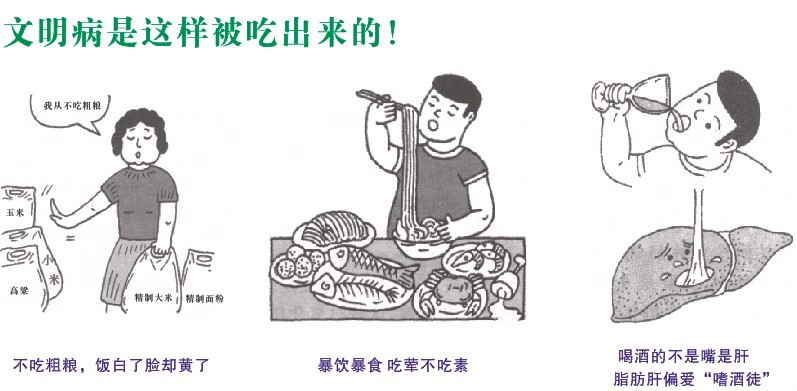 文明病是这样被吃出来的！
我从不吃粗粮
玉米
小米
高粱
精制大米
精制面粉
不吃粗粮，饭白了脸却黄了
暴饮暴食 吃荤不吃素
喝酒的不是嘴是肝
脂肪肝偏爱“嗜酒徒”